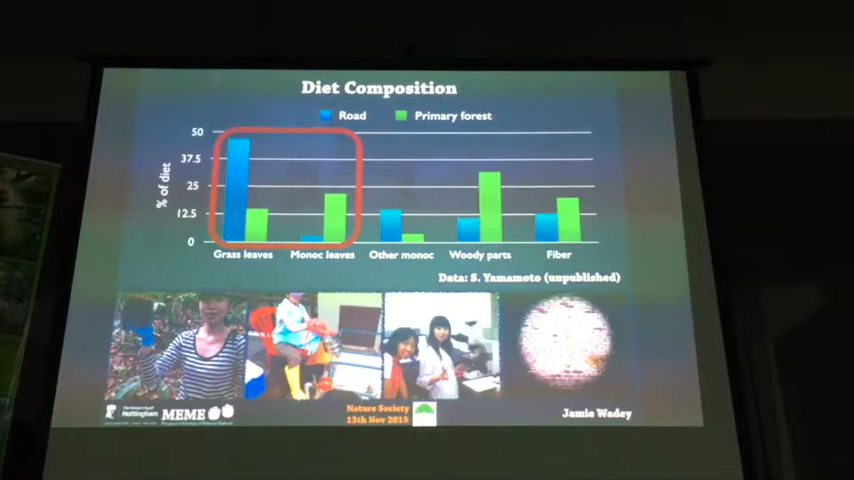 Diet Composition
Road Primary forest
50
37.5
25
12.5
0
% of diet
Grass leaves Monoc leaves Other monoc Woody parts Fiber
Data: S. Yamamoto (unpublished)
Nottingham
MEME
Nature Society
13th Nov 2015
Jamie Wadey